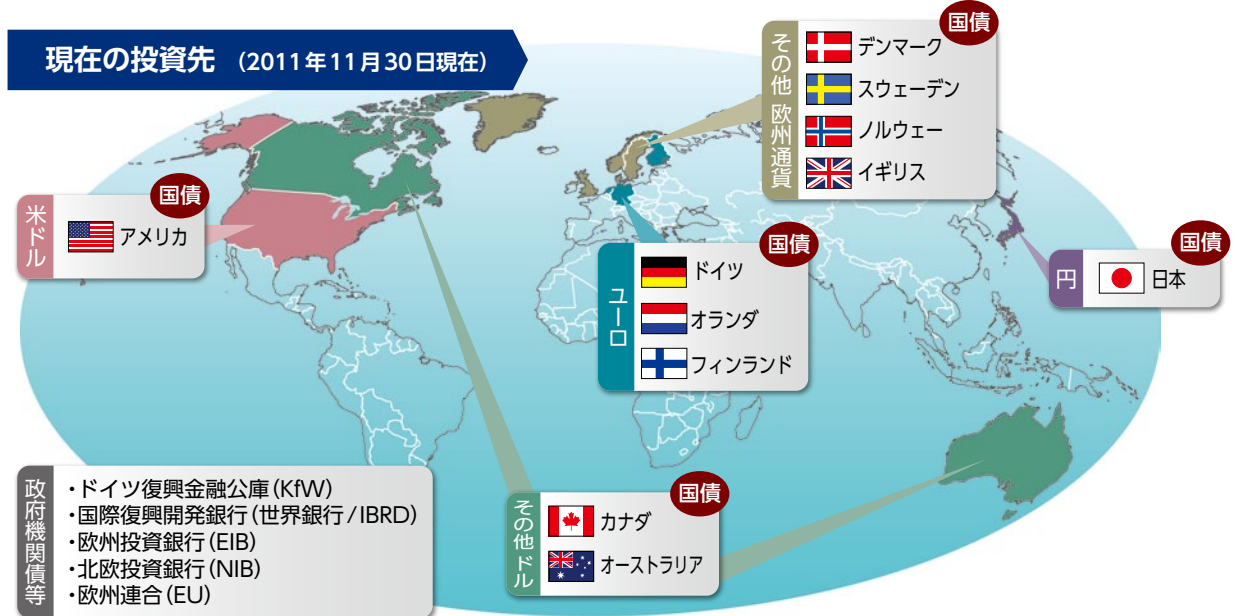 現在の投資先 (2011年11月30日現在)
国債
その他 欧州通貨
デンマーク
スウェーデン
ノルウェー
イギリス
国債
米ドル
アメリカ
国債
ユーロ
ドイツ
オランダ
フィンランド
国債
円
日本
政府機関債等
・ドイツ復興金融公庫(KfW)
・国際復興開発銀行(世界銀行/IBRD)
・欧州投資銀行(EIB)
・北欧投資銀行(NIB)
・欧州連合(EU)
国債
その他 ドル
カナダ
オーストラリア